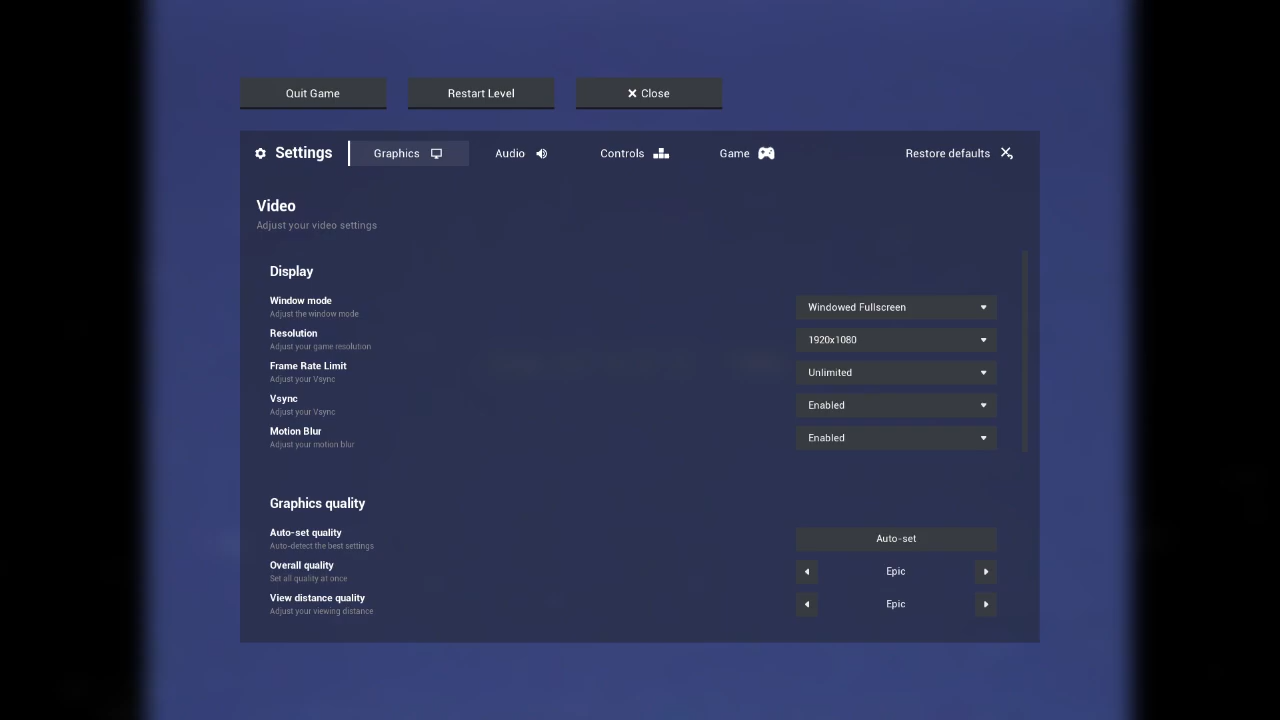 Quit Game
Restart Level
Close
Settings
Graphics
Audio
Controls
Game
Restore defaults
Video
Adjust your video settings
Display
Window mode
Adjust the window mode
Windowed Fullscreen
Resolution
Adjust your game resolution
1920x1080
Frame Rate Limit
Adjust your Vsync
Unlimited
Vsync
Adjust your Vsync
Enabled
Motion Blur
Adjust your motion blur
Enabled
Graphics quality
Auto-set quality
Auto-detect the best settings
Auto-set
Overall quality
Set all quality at once
Epic
View distance quality
Adjust your viewing distance
Epic